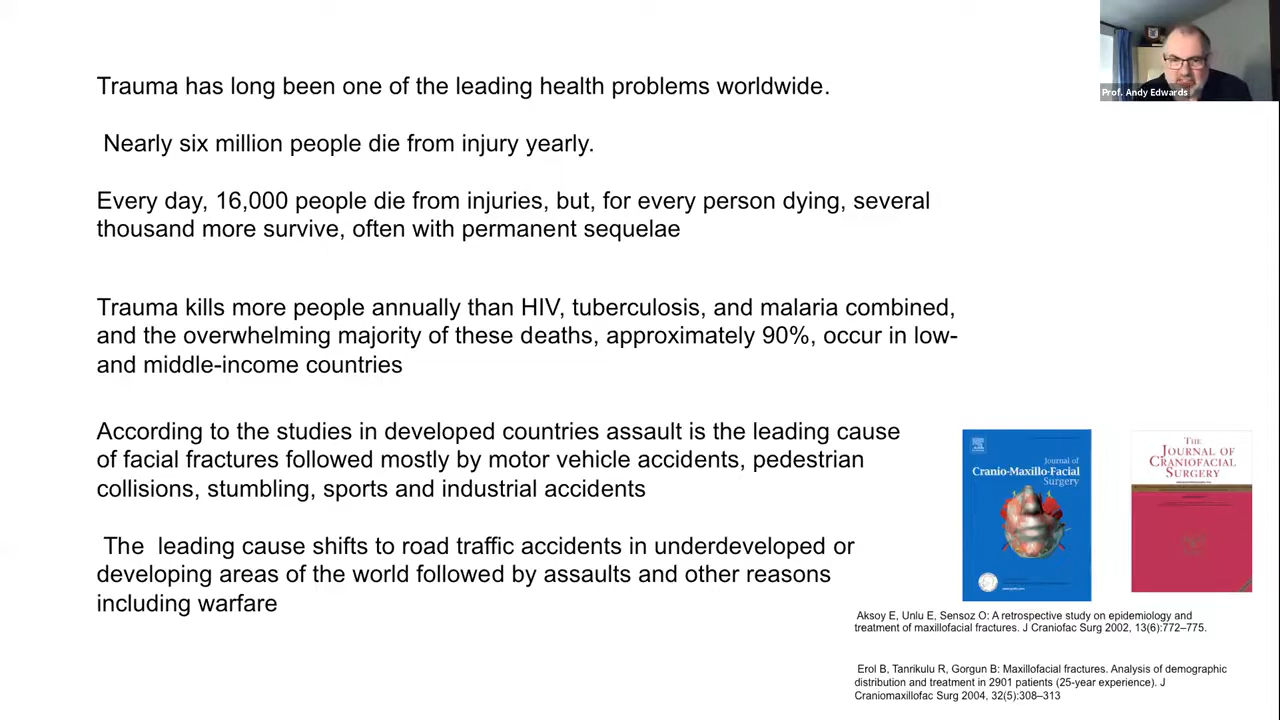 Prof. Andy Edwards
Trauma has long been one of the leading health problems worldwide.
Nearly six million people die from injury yearly.
Every day, 16,000 people die from injuries, but, for every person dying, several
thousand more survive, often with permanent sequelae
Trauma kills more people annually than HIV, tuberculosis, and malaria combined,
and the overwhelming majority of these deaths, approximately 90%, occur in low-
and middle-income countries
According to the studies in developed countries assault is the leading cause
of facial fractures followed mostly by motor vehicle accidents, pedestrian
collisions, stumbling, sports and industrial accidents
The leading cause shifts to road traffic accidents in underdeveloped or
developing areas of the world followed by assaults and other reasons
including warfare
Journal of
Cranio-Maxillo-Facial
Surgery
THE
JOURNAL OF
CRANIOFACIAL
SURGERY
Aksoy E, Unlu E, Sensoz O: A retrospective study on epidemiology and
treatment of maxillofacial fractures. J Craniofac Surg 2002, 13(6):772–775.
Erol B, Tanrikulu R, Gorgun B: Maxillofacial fractures. Analysis of demographic
distribution and treatment in 2901 patients (25-year experience). J
Craniomaxillofac Surg 2004, 32(5):308–313